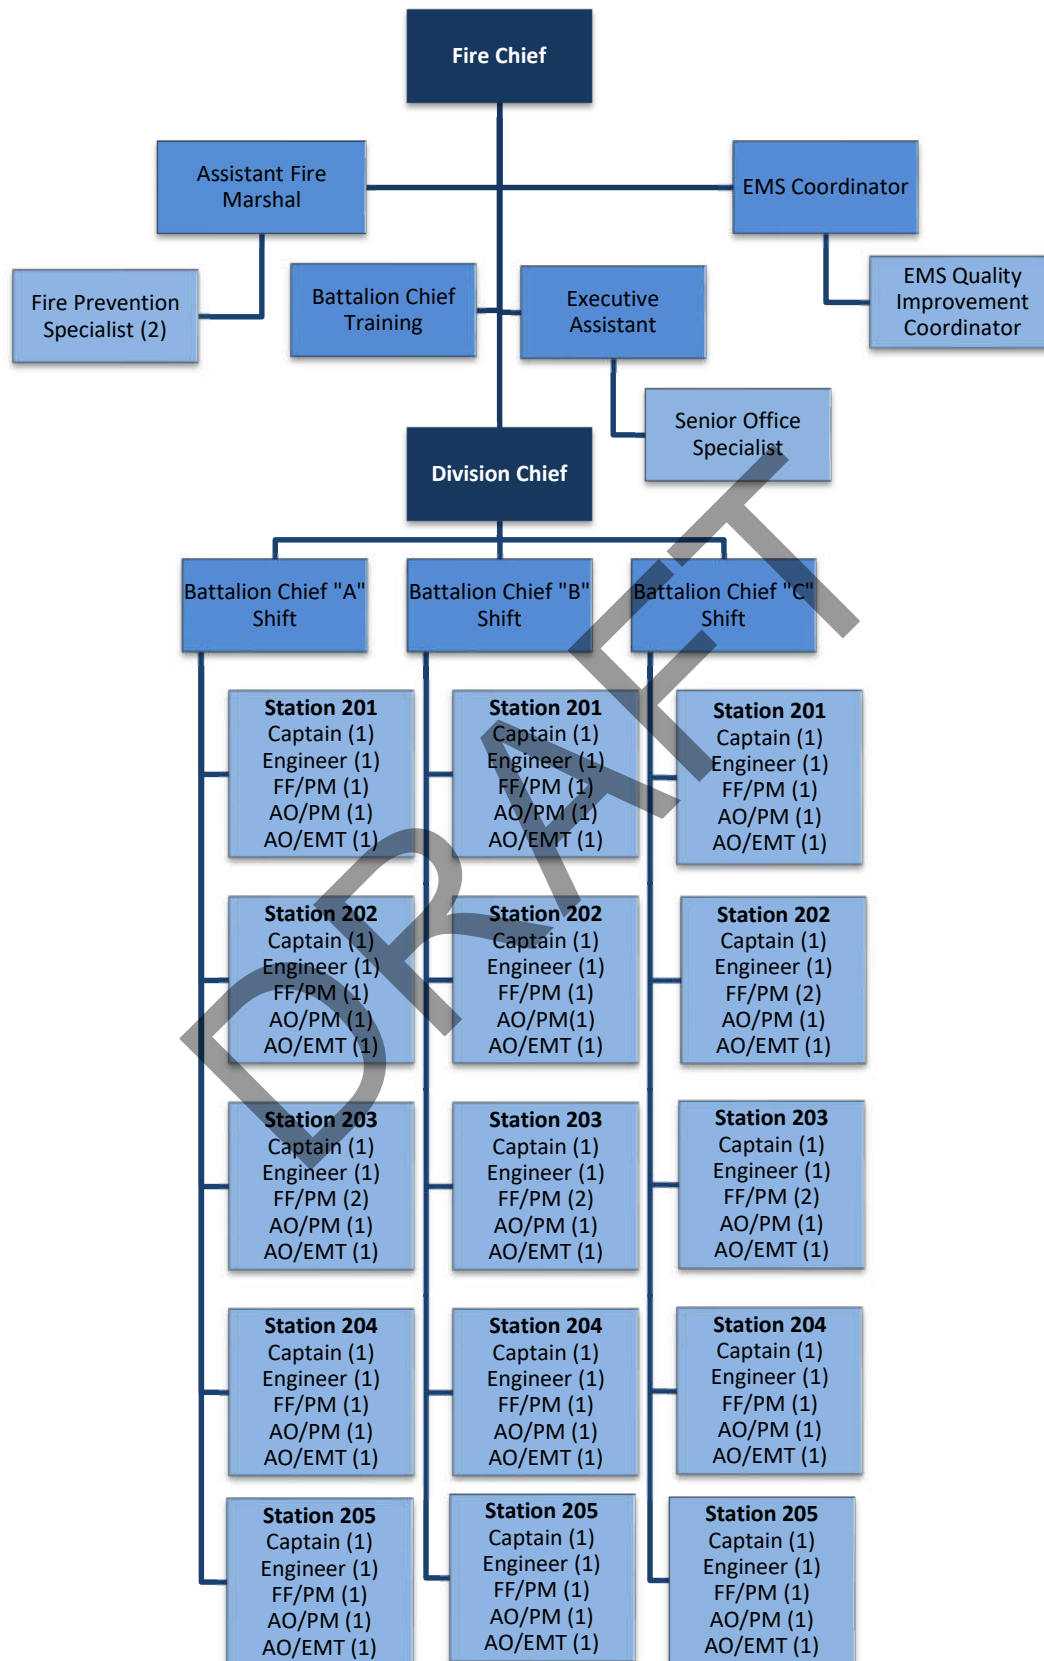 Fire Chief
Assistant Fire
Marshal
EMS Coordinator
Fire Prevention
Specialist (2)
Battalion Chief
Training
Executive
Assistant
EMS Quality
Improvement
Coordinator
Senior Office
Specialist
Division Chief
Battalion Chief "A"
Shift
Battalion Chief "B"
Shift
Battalion Chief "C"
Shift
Station 201
Captain (1)
Engineer (1)
FF/PM (1)
AO/PM (1)
AO/EMT (1)
Station 201
Captain (1)
Engineer (1)
FF/PM (1)
AO/PM (1)
AO/EMT (1)
Station 201
Captain (1)
Engineer (1)
FF/PM (1)
AO/PM (1)
AO/EMT (1)
Station 202
Captain (1)
Engineer (1)
FF/PM (1)
AO/PM (1)
AO/EMT (1)
Station 202
Captain (1)
Engineer (1)
FF/PM (1)
AO/PM(1)
AO/EMT (1)
Station 202
Captain (1)
Engineer (1)
FF/PM (2)
AO/PM (1)
AO/EMT (1)
Station 203
Captain (1)
Engineer (1)
FF/PM (2)
AO/PM (1)
AO/EMT (1)
Station 203
Captain (1)
Engineer (1)
FF/PM (2)
AO/PM (1)
AO/EMT (1)
Station 203
Captain (1)
Engineer (1)
FF/PM (2)
AO/PM (1)
AO/EMT (1)
Station 204
Captain (1)
Engineer (1)
FF/PM (1)
AO/PM (1)
AO/EMT (1)
Station 204
Captain (1)
Engineer (1)
FF/PM (1)
AO/PM (1)
AO/EMT (1)
Station 204
Captain (1)
Engineer (1)
FF/PM (1)
AO/PM (1)
AO/EMT (1)
Station 205
Captain (1)
Engineer (1)
FF/PM (1)
AO/PM (1)
AO/EMT (1)
Station 205
Captain (1)
Engineer (1)
FF/PM (1)
AO/PM (1)
AO/EMT (1)
Station 205
Captain (1)
Engineer (1)
FF/PM (1)
AO/PM (1)
AO/EMT (1)
DRAFT